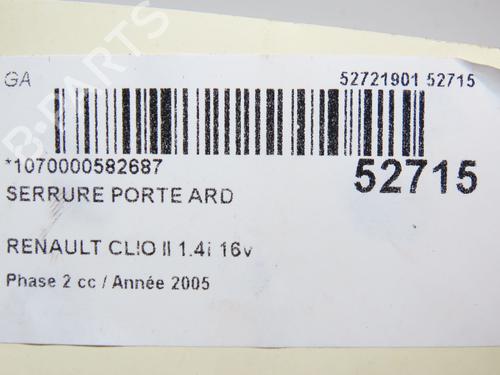 GA
52721901 52715
*1070000582687
52715
SERRURE PORTE ARD
RENAULT CLIO II 1.4i 16v
Phase 2 cc / Année 2005
B-PARTS